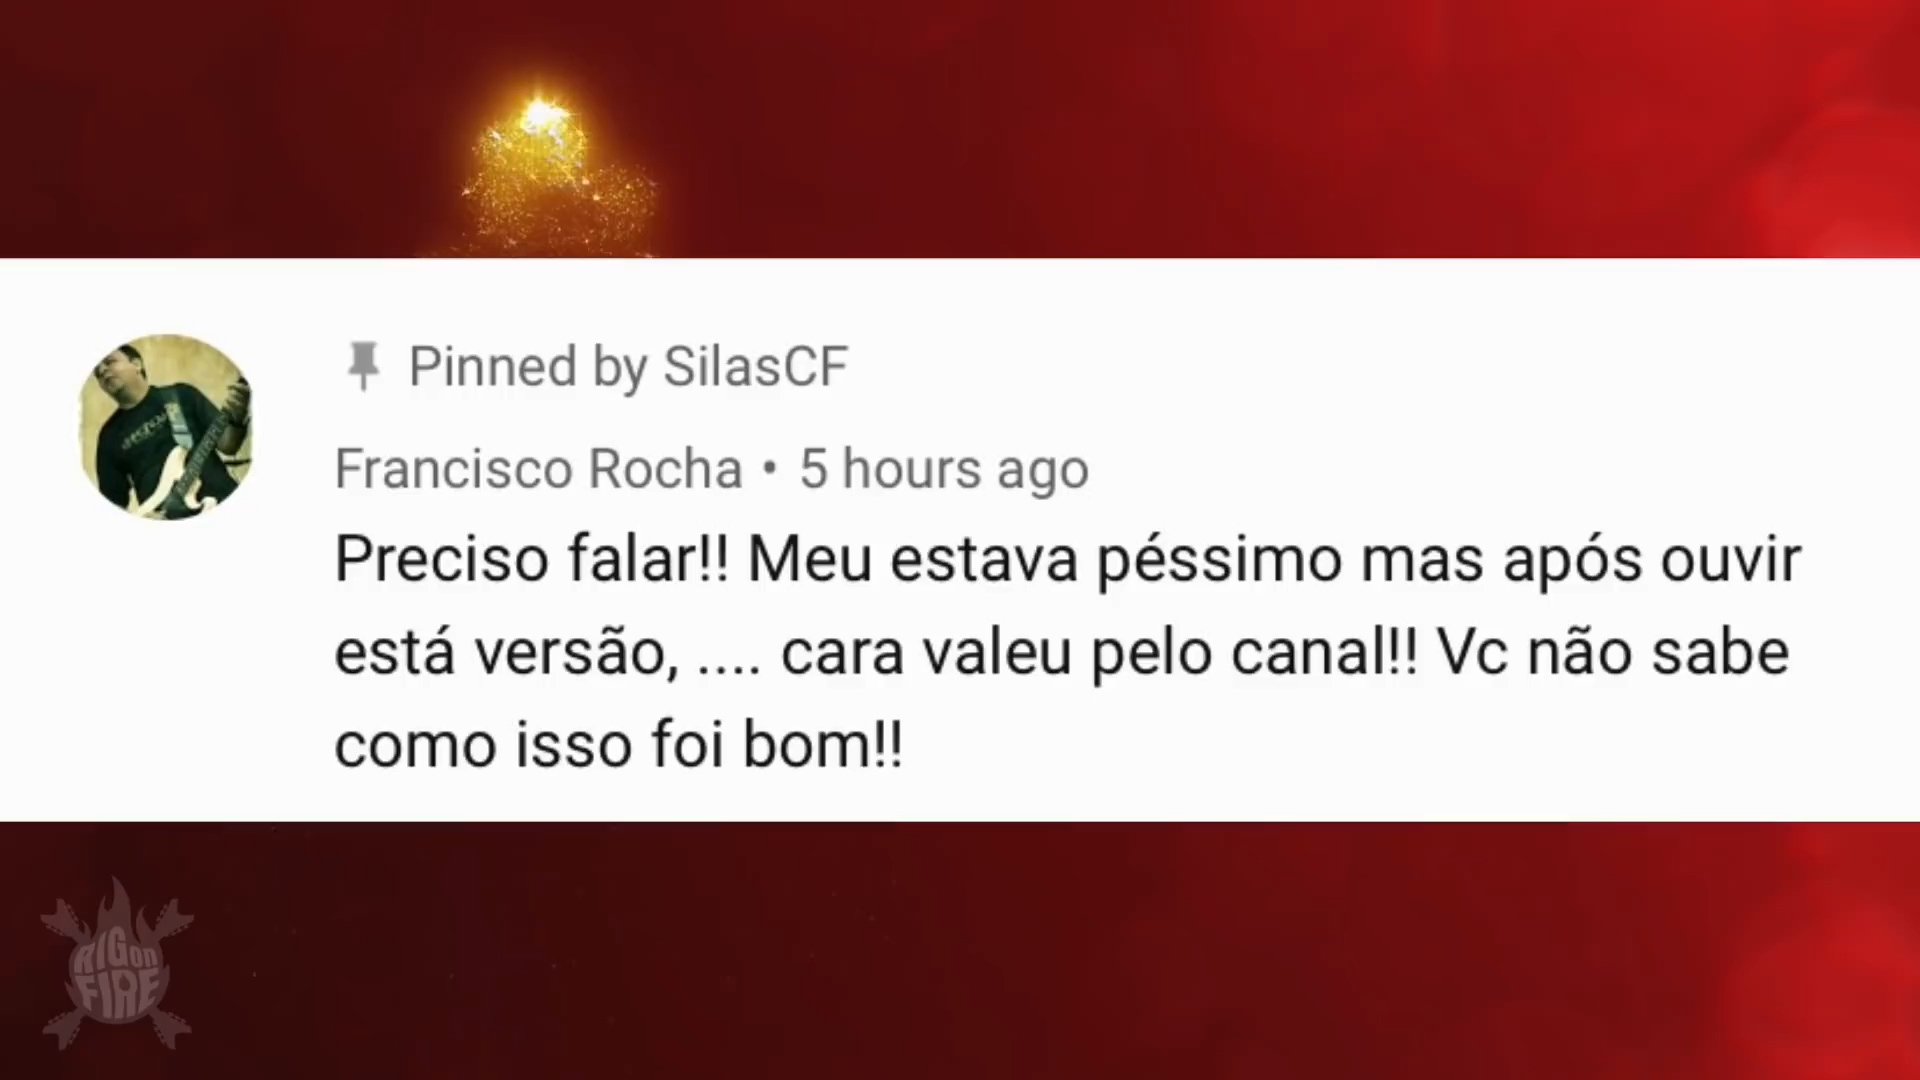 Pinned by SilasCF
Francisco Rocha • 5 hours ago
Preciso falar!! Meu estava péssimo mas após ouvir
está versão, .... cara valeu pelo canal!! Vc não sabe
como isso foi bom!!
RIG on
FIRE